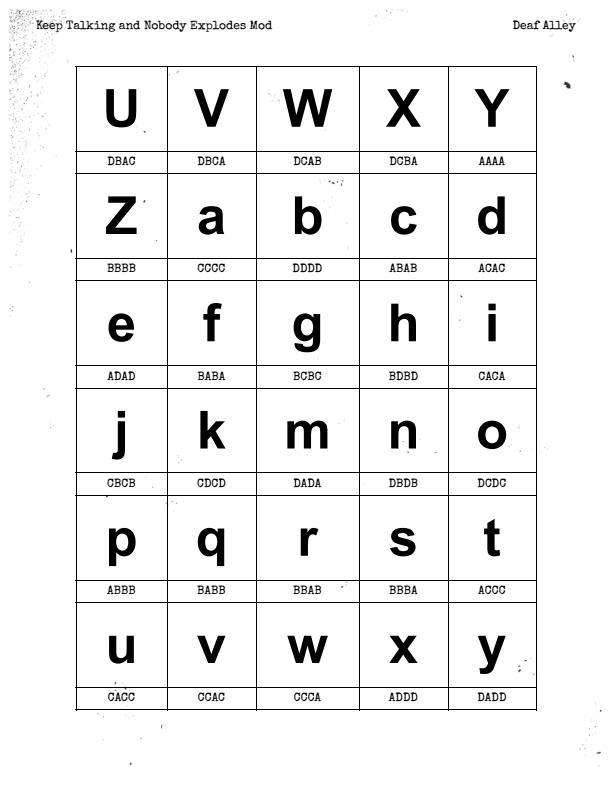 Keep Talking and Nobody Explodes Mod Deaf Alley
U V W X Y
DBAC DBCA DCAB DCBA AAAA
Z a b c d
BBBB CCCC DDDD ABAB ACAC
e f g h i
ADAD BABA BCBC BDBD CACA
j k m n o
CBCB CDCD DADA DBDB DCDC
p q r s t
ABBB BABB BBAB BBBA ACCC
u v w x y
CACC CCAC CCCA ADDD DADD